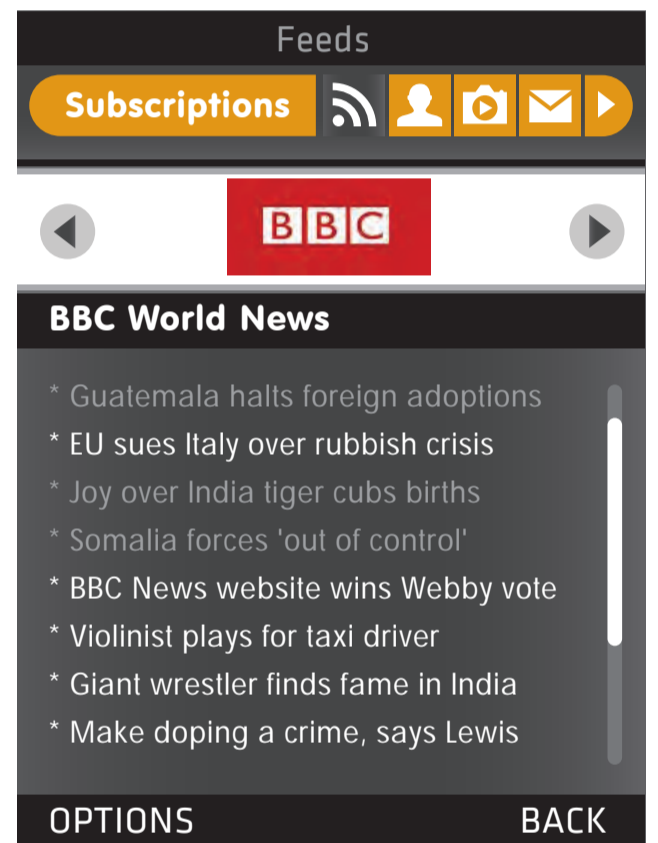 Feeds
Subscriptions
BBC
BBC World News
* Guatemala halts foreign adoptions
* EU sues Italy over rubbish crisis
* Joy over India tiger cubs births
* Somalia forces 'out of control'
* BBC News website wins Webby vote
* Violinist plays for taxi driver
* Giant wrestler finds fame in India
* Make doping a crime, says Lewis
OPTIONS BACK